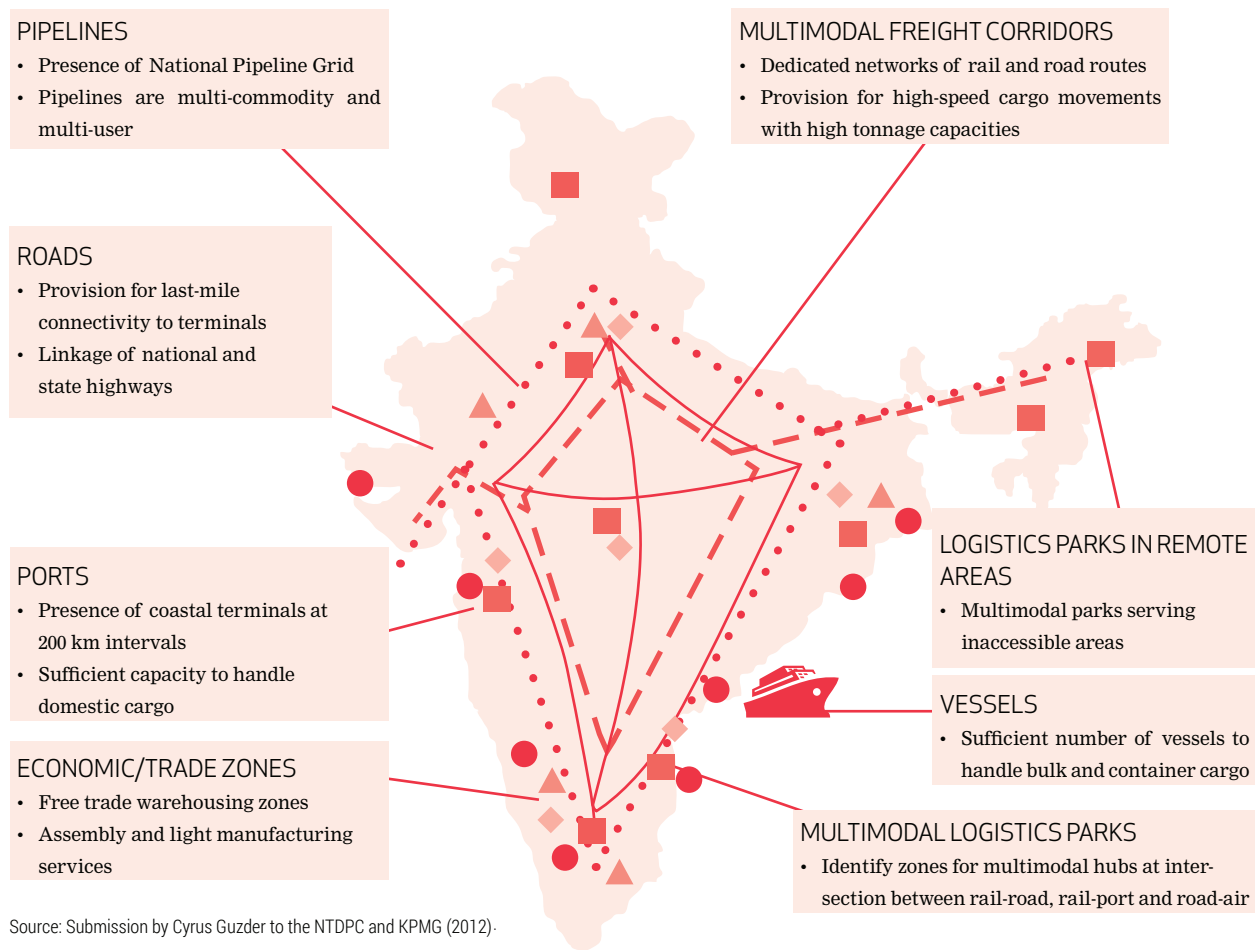 PIPELINES
• Presence of National Pipeline Grid
• Pipelines are multi-commodity and
multi-user
MULTIMODAL FREIGHT CORRIDORS
• Dedicated networks of rail and road routes
• Provision for high-speed cargo movements
with high tonnage capacities
ROADS
• Provision for last-mile
connectivity to terminals
• Linkage of national and
state highways
PORTS
• Presence of coastal terminals at
200 km intervals
• Sufficient capacity to handle
domestic cargo
LOGISTICS PARKS IN REMOTE
AREAS
• Multimodal parks serving
inaccessible areas
VESSELS
• Sufficient number of vessels to
handle bulk and container cargo
ECONOMIC/TRADE ZONES
• Free trade warehousing zones
• Assembly and light manufacturing
services
MULTIMODAL LOGISTICS PARKS
• Identify zones for multimodal hubs at inter-
section between rail-road, rail-port and road-air
Source: Submission by Cyrus Guzder to the NTDPC and KPMG (2012).